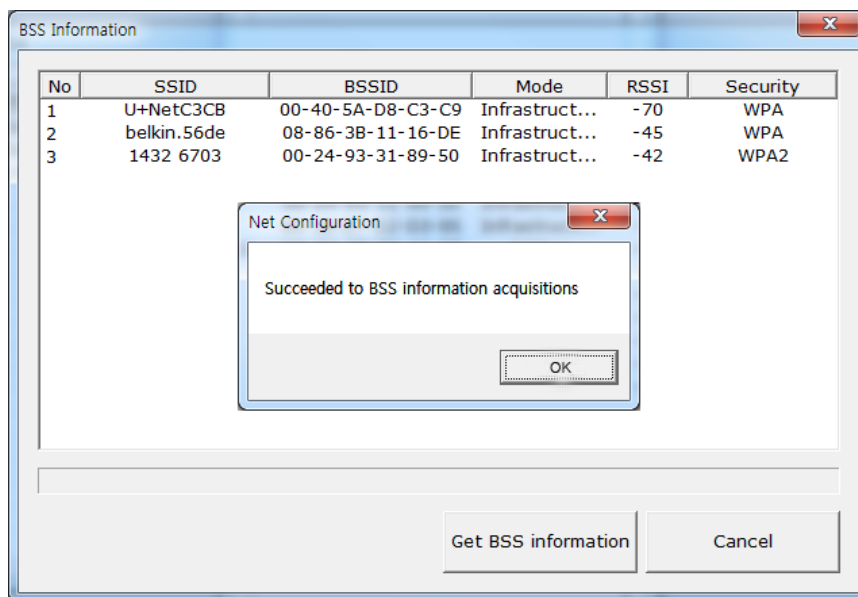 BSS Information
No SSID BSSID Mode RSSI Security
1 U+NetC3CB 00-40-5A-D8-C3-C9 Infrastruct... -70 WPA
2 belkin.56de 08-86-3B-11-16-DE Infrastruct... -45 WPA
3 1432 6703 00-24-93-31-89-50 Infrastruct... -42 WPA2
Net Configuration
Succeeded to BSS information acquisitions
OK
Get BSS information Cancel